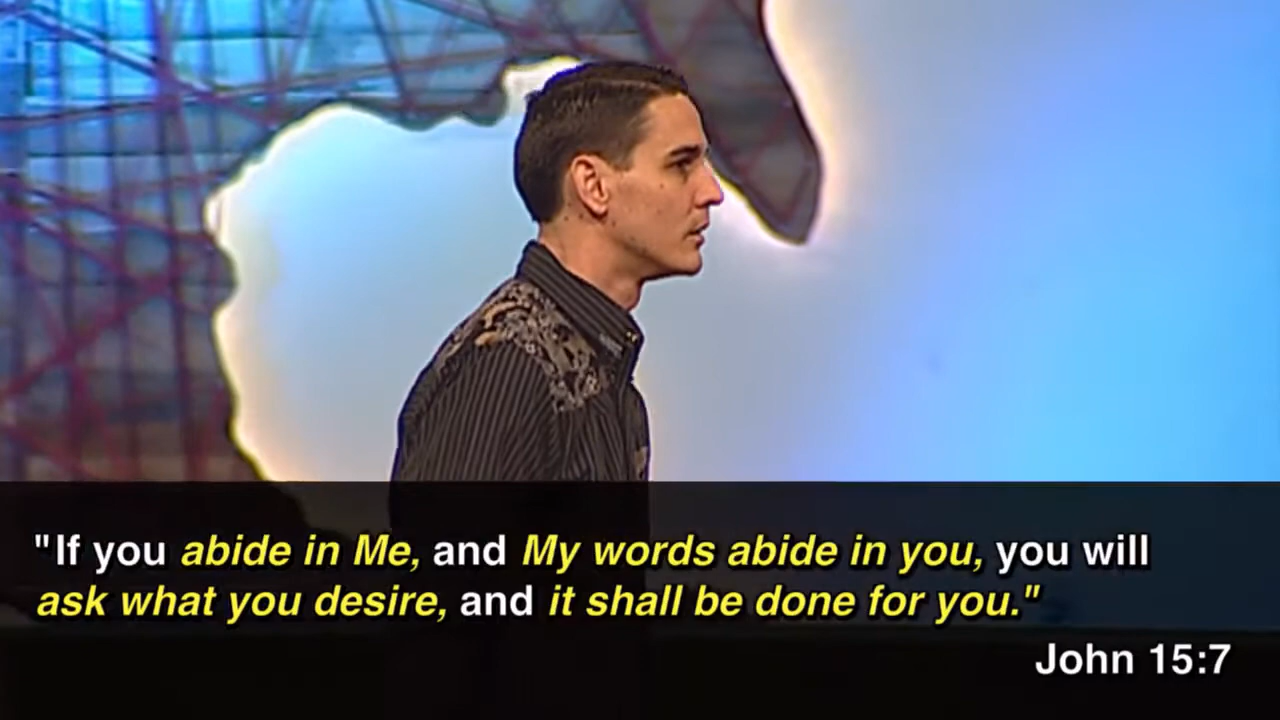 "If you abide in Me, and My words abide in you, you will
ask what you desire, and it shall be done for you."
John 15:7